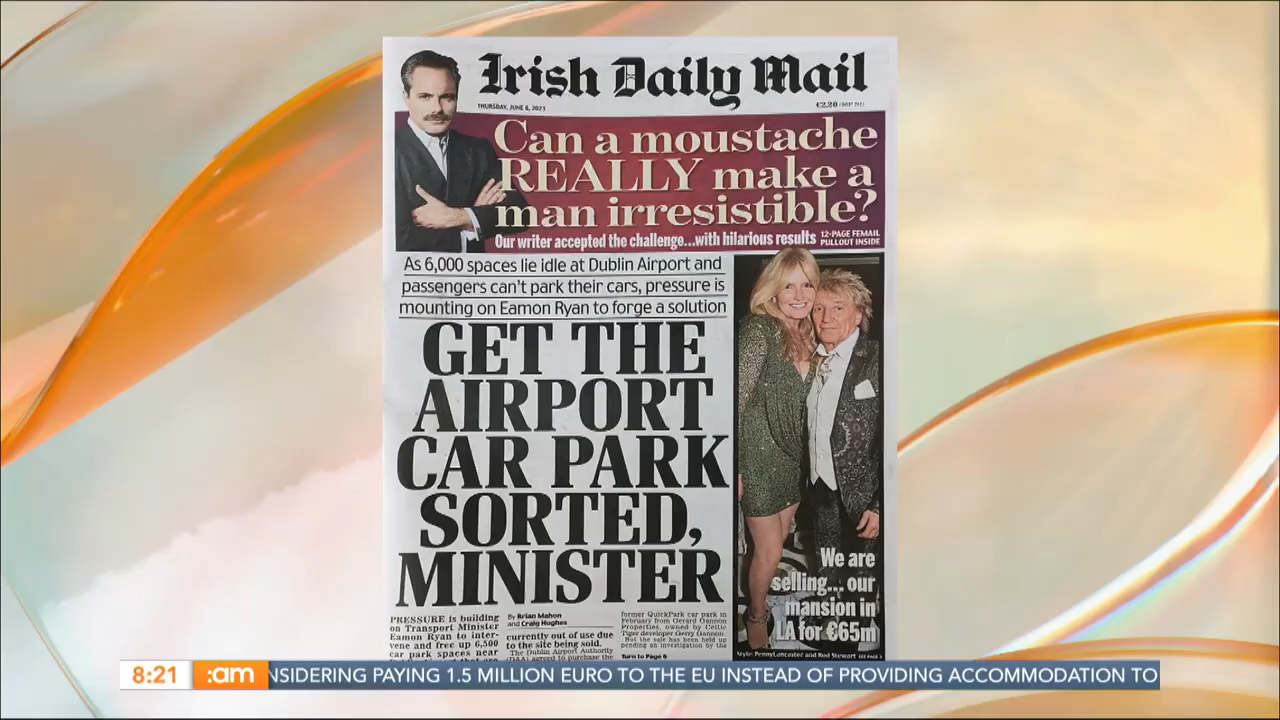 Irish Daily Mail
THURSDAY, JUNE 8, 2023
€2.20 (90P NI)
Can a moustache
REALLY make a
man irresistible?
Our writer accepted the challenge...with hilarious results
12-PAGE FEMAIL
PULLOUT INSIDE
As 6,000 spaces lie idle at Dublin Airport and
passengers can't park their cars, pressure is
mounting on Eamon Ryan to forge a solution
GET THE
AIRPORT
CAR PARK
SORTED,
MINISTER
PRESSURE is building
on Transport Minister
Eamon Ryan to inter-
vene and free up 6,500
car park spaces near
By Brian Mahon
and Craig Hughes
currently out of use due
to the site being sold.
The Dublin Airport Authority
(DAA) agreed to purchase the
former QuickPark car park in
February from Gerard Gannon
Properties, owned by Celtic
Tiger developer Gerry Gannon.
But the sale has been held up
pending an investigation by the
Turn to Page 6
We are
selling... our
mansion in
LA for €65m
Style: Penny Lancaster and Rod Stewart
8:21
:am
NSIDERING PAYING 1.5 MILLION EURO TO THE EU INSTEAD OF PROVIDING ACCOMMODATION TO